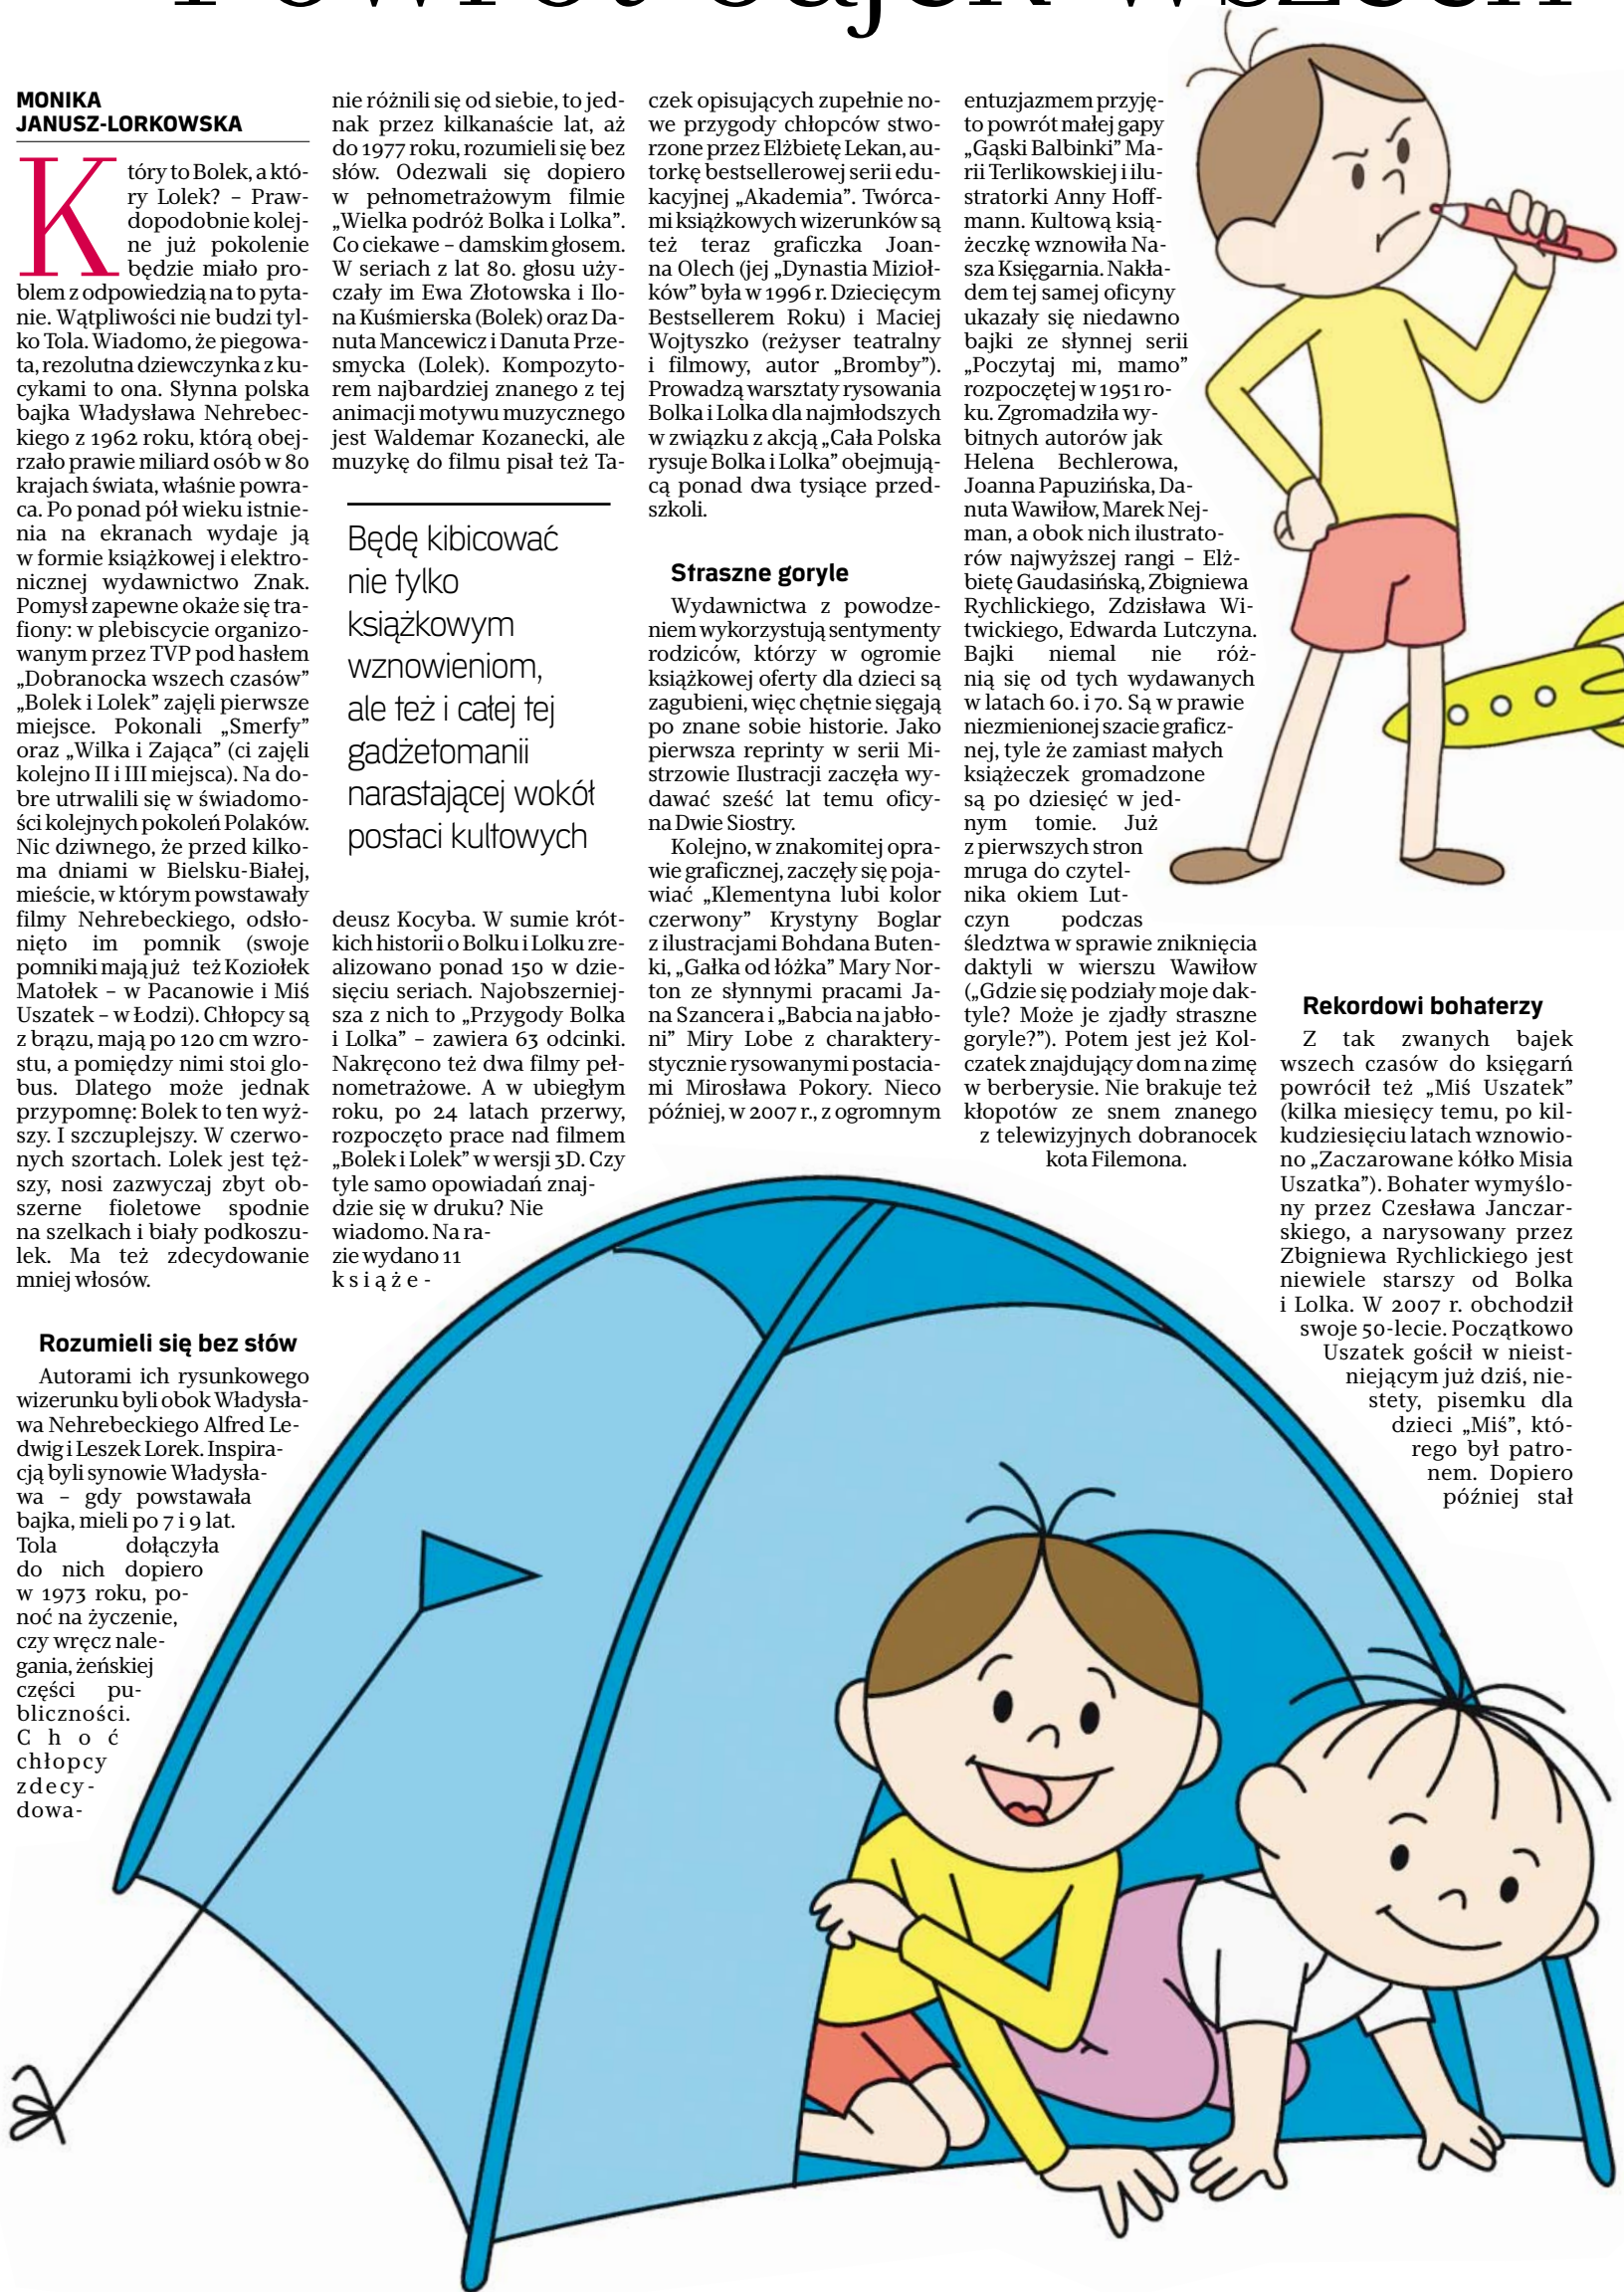 Powrót bajek wszech
MONIKA
JANUSZ-LORKOWSKA
Który to Bolek, a któ-
ry Lolek? – Praw-
dopodobnie kolej-
ne już pokolenie
będzie miało pro-
blem z odpowiedzią na to pyta-
nie. Wątpliwości nie budzi tyl-
ko Tola. Wiadomo, że piegowa-
ta, rezolutna dziewczynka z ku-
cykami to ona. Słynna polska
bajka Władysława Nehrebec-
kiego z 1962 roku, którą obej-
rzało prawie miliard osób w 80
krajach świata, właśnie powra-
ca. Po ponad pół wieku istnie-
nia na ekranach wydaje ją
w formie książkowej i elektro-
nicznej wydawnictwo Znak.
Pomysł zapewne okaże się tra-
fiony: w plebiscycie organizo-
wanym przez TVP pod hasłem
„Dobranocka wszech czasów”
„Bolek i Lolek” zajęli pierwsze
miejsce. Pokonali „Smerfy”
oraz „Wilka i Zająca” (ci zajęli
kolejno II i III miejsca). Na do-
bre utrwalili się w świadomo-
ści kolejnych pokoleń Polaków.
Nic dziwnego, że przed kilko-
ma dniami w Bielsku-Białej,
mieście, w którym powstawały
filmy Nehrebeckiego, odsło-
nięto im pomnik (swoje
pomniki mają już też Koziołek
Matołek – w Pacanowie i Miś
Uszatek – w Łodzi). Chłopcy są
z brązu, mają po 120 cm wzro-
stu, a pomiędzy nimi stoi glo-
bus. Dlatego może jednak
przypomnę: Bolek to ten wyż-
szy. I szczuplejszy. W czerwo-
nych szortach. Lolek jest tęż-
szy, nosi zazwyczaj zbyt ob-
szerne fioletowe spodnie
na szelkach i biały podkoszu-
lek. Ma też zdecydowanie
mniej włosów.
Rozumieli się bez słów
Autorami ich rysunkowego
wizerunku byli obok Władysła-
wa Nehrebeckiego Alfred Le-
dwig i Leszek Lorek. Inspira-
cją byli synowie Władysła-
wa – gdy powstawała
bajka, mieli po 7 i 9 lat.
Tola dołączyła
do nich dopiero
w 1973 roku, po-
noć na życzenie,
czy wręcz nale-
gania, żeńskiej
części pu-
bliczności.
Choć
chłopcy
zdecy-
dowa-
nie różnili się od siebie, to jed-
nak przez kilkanaście lat, aż
do 1977 roku, rozumieli się bez
słów. Odezwali się dopiero
w pełnometrażowym filmie
„Wielka podróż Bolka i Lolka”.
Co ciekawe – damskim głosem.
W seriach z lat 80. głosu uży-
czały im Ewa Złotowska i Ilo-
na Kuśmierska (Bolek) oraz Da-
nuta Mancewicz i Danuta Prze-
smycka (Lolek). Kompozyto-
rem najbardziej znanego z tej
animacji motywu muzycznego
jest Waldemar Kozanecki, ale
muzykę do filmu pisał też Ta-
Będę kibicować
nie tylko
książkowym
wznowieniom,
ale też i całej tej
gadżetomanii
narastającej wokół
postaci kultowych
deusz Kocyba. W sumie krót-
kich historii o Bolku i Lolku zre-
alizowano ponad 150 w dzie-
sięciu seriach. Najobszerniej-
sza z nich to „Przygody Bolka
i Lolka” – zawiera 63 odcinki.
Nakręcono też dwa filmy peł-
nometrażowe. A w ubiegłym
roku, po 24 latach przerwy,
rozpoczęto prace nad filmem
„Bolek i Lolek” w wersji 3D. Czy
tyle samo opowiadań znaj-
dzie się w druku? Nie
wiadomo. Na ra-
zie wydano 11
książe-
czek opisujących zupełnie no-
we przygody chłopców stwo-
rzone przez Elżbietę Lekan, au-
torkę bestsellerowej serii edu-
kacyjnej „Akademia”. Twórca-
mi książkowych wizerunków są
też teraz graficzka Joan-
na Olech (jej „Dynastia Mizioł-
ków” była w 1996 r. Dziecięcym
Bestsellerem Roku) i Maciej
Wojtyszko (reżyser teatralny
i filmowy, autor „Bromby”).
Prowadzą warsztaty rysowania
Bolka i Lolka dla najmłodszych
w związku z akcją „Cała Polska
rysuje Bolka i Lolka” obejmują-
cą ponad dwa tysiące przed-
szkoli.
Straszne goryle
Wydawnictwa z powodze-
niem wykorzystują sentymenty
rodziców, którzy w ogromie
książkowej oferty dla dzieci są
zagubieni, więc chętnie sięgają
po znane sobie historie. Jako
pierwsza reprinty w serii Mi-
strzowie Ilustracji zaczęła wy-
dawać sześć lat temu oficy-
na Dwie Siostry.
Kolejno, w znakomitej opra-
wie graficznej, zaczęły się poja-
wiać „Klementyna lubi kolor
czerwony” Krystyny Boglar
z ilustracjami Bohdana Buten-
ki, „Gałka od łóżka” Mary Nor-
ton ze słynnymi pracami Ja-
na Szancera i „Babcia na jabło-
ni” Miry Lobe z charaktery-
stycznie rysowanymi postacia-
mi Mirosława Pokory. Nieco
później, w 2007 r., z ogromnym
entuzjazmem przyję-
to powrót małej gapy
„Gąski Balbinki” Ma-
rii Terlikowskiej i ilu-
stratorki Anny Hoff-
mann. Kultową ksią-
żeczkę wznowiła Na-
sza Księgarnia. Nakła-
dem tej samej oficyny
ukazały się niedawno
bajki ze słynnej serii
„Poczytaj mi, mamo”
rozpoczętej w 1951 ro-
ku. Zgromadziła wy-
bitnych autorów jak
Helena Bechlerowa,
Joanna Papuzińska, Da-
nuta Wawiłow, Marek Nej-
man, a obok nich ilustrato-
rów najwyższej rangi – Elż-
bietę Gaudasińską, Zbigniewa
Rychlickiego, Zdzisława Wi-
twickiego, Edwarda Lutczyna.
Bajki niemal nie róż-
nią się od tych wydawanych
w latach 60. i 70. Są w prawie
niezmienionej szacie graficz-
nej, tyle że zamiast małych
książeczek gromadzone
są po dziesięć w jed-
nym tomie. Już
z pierwszych stron
mruga do czytel-
nika okiem Lut-
czyn podczas
śledztwa w sprawie zniknięcia
daktyli w wierszu Wawiłow
(„Gdzie się podziały moje dak-
tyle? Może je zjadły straszne
goryle?”). Potem jest jeż Kol-
czatek znajdujący dom na zimę
w berberysie. Nie brakuje też
kłopotów ze snem znanego
z telewizyjnych dobranocek
kota Filemona.
Rekordowi bohaterzy
Z tak zwanych bajek
wszech czasów do księgarń
powrócił też „Miś Uszatek”
(kilka miesięcy temu, po kil-
kudziesięciu latach wznowio-
no „Zaczarowane kółko Misia
Uszatka”). Bohater wymyślo-
ny przez Czesława Janczar-
skiego, a narysowany przez
Zbigniewa Rychlickiego jest
niewiele starszy od Bolka
i Lolka. W 2007 r. obchodził
swoje 50-lecie. Początkowo
Uszatek gościł w nieist-
niejącym już dziś, nie-
stety, pisemku dla
dzieci „Miś”, któ-
rego był patro-
nem. Dopiero
później stał